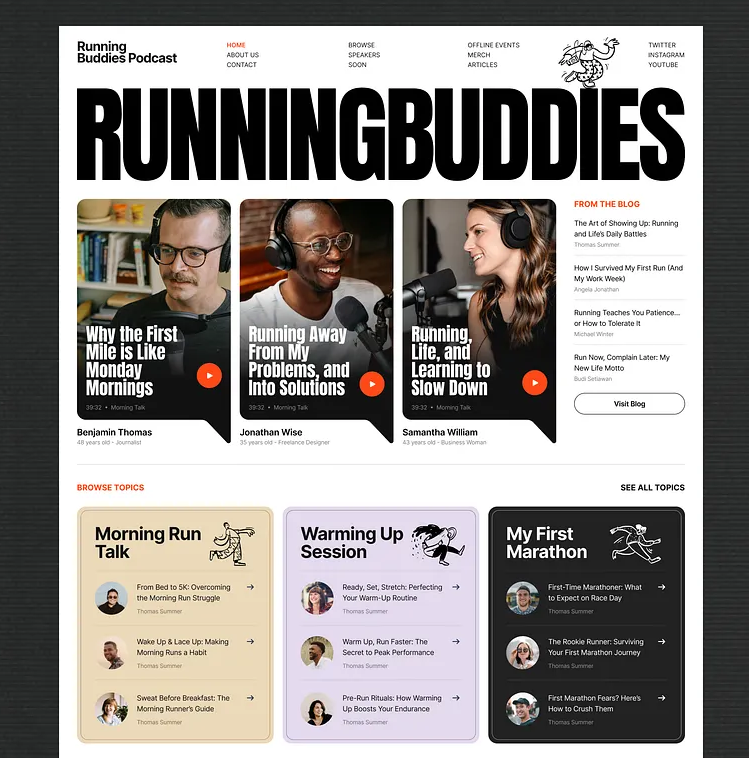 Running
Buddies Podcast
HOME
ABOUT US
CONTACT
BROWSE
SPEAKERS
SOON
OFFLINE EVENTS
MERCH
ARTICLES
TWITTER
INSTAGRAM
YOUTUBE
RUNNINGBUDDIES
Why the First
Mile is Like
Monday
Mornings
39:32 • Morning Talk
Benjamin Thomas
48 years old - Journalist
Running Away
From My
Problems, and
Into Solutions
39:32 • Morning Talk
Jonathan Wise
35 years old - Freelance Designer
Running,
Life, and
Learning to
Slow Down
39:32 • Morning Talk
Samantha William
43 years old - Business Woman
FROM THE BLOG
The Art of Showing Up: Running
and Life's Daily Battles
Thomas Summer
How I Survived My First Run (And
My Work Week)
Angela Jonathan
Running Teaches You Patience...
or How to Tolerate It
Michael Winter
Run Now, Complain Later: My
New Life Motto
Budi Setiawan
Visit Blog
BROWSE TOPICS
SEE ALL TOPICS
Morning Run
Talk
From Bed to 5K: Overcoming
the Morning Run Struggle
Thomas Summer
Wake Up & Lace Up: Making
Morning Runs a Habit
Thomas Summer
Sweat Before Breakfast: The
Morning Runner's Guide
Thomas Summer
Warming Up
Session
Ready, Set, Stretch: Perfecting
Your Warm-Up Routine
Thomas Summer
Warm Up, Run Faster: The
Secret to Peak Performance
Thomas Summer
Pre-Run Rituals: How Warming
Up Boosts Your Endurance
Thomas Summer
My First
Marathon
First-Time Marathoner: What
to Expect on Race Day
Thomas Summer
The Rookie Runner: Surviving
Your First Marathon Journey
Thomas Summer
First Marathon Fears? Here's
How to Crush Them
Thomas Summer